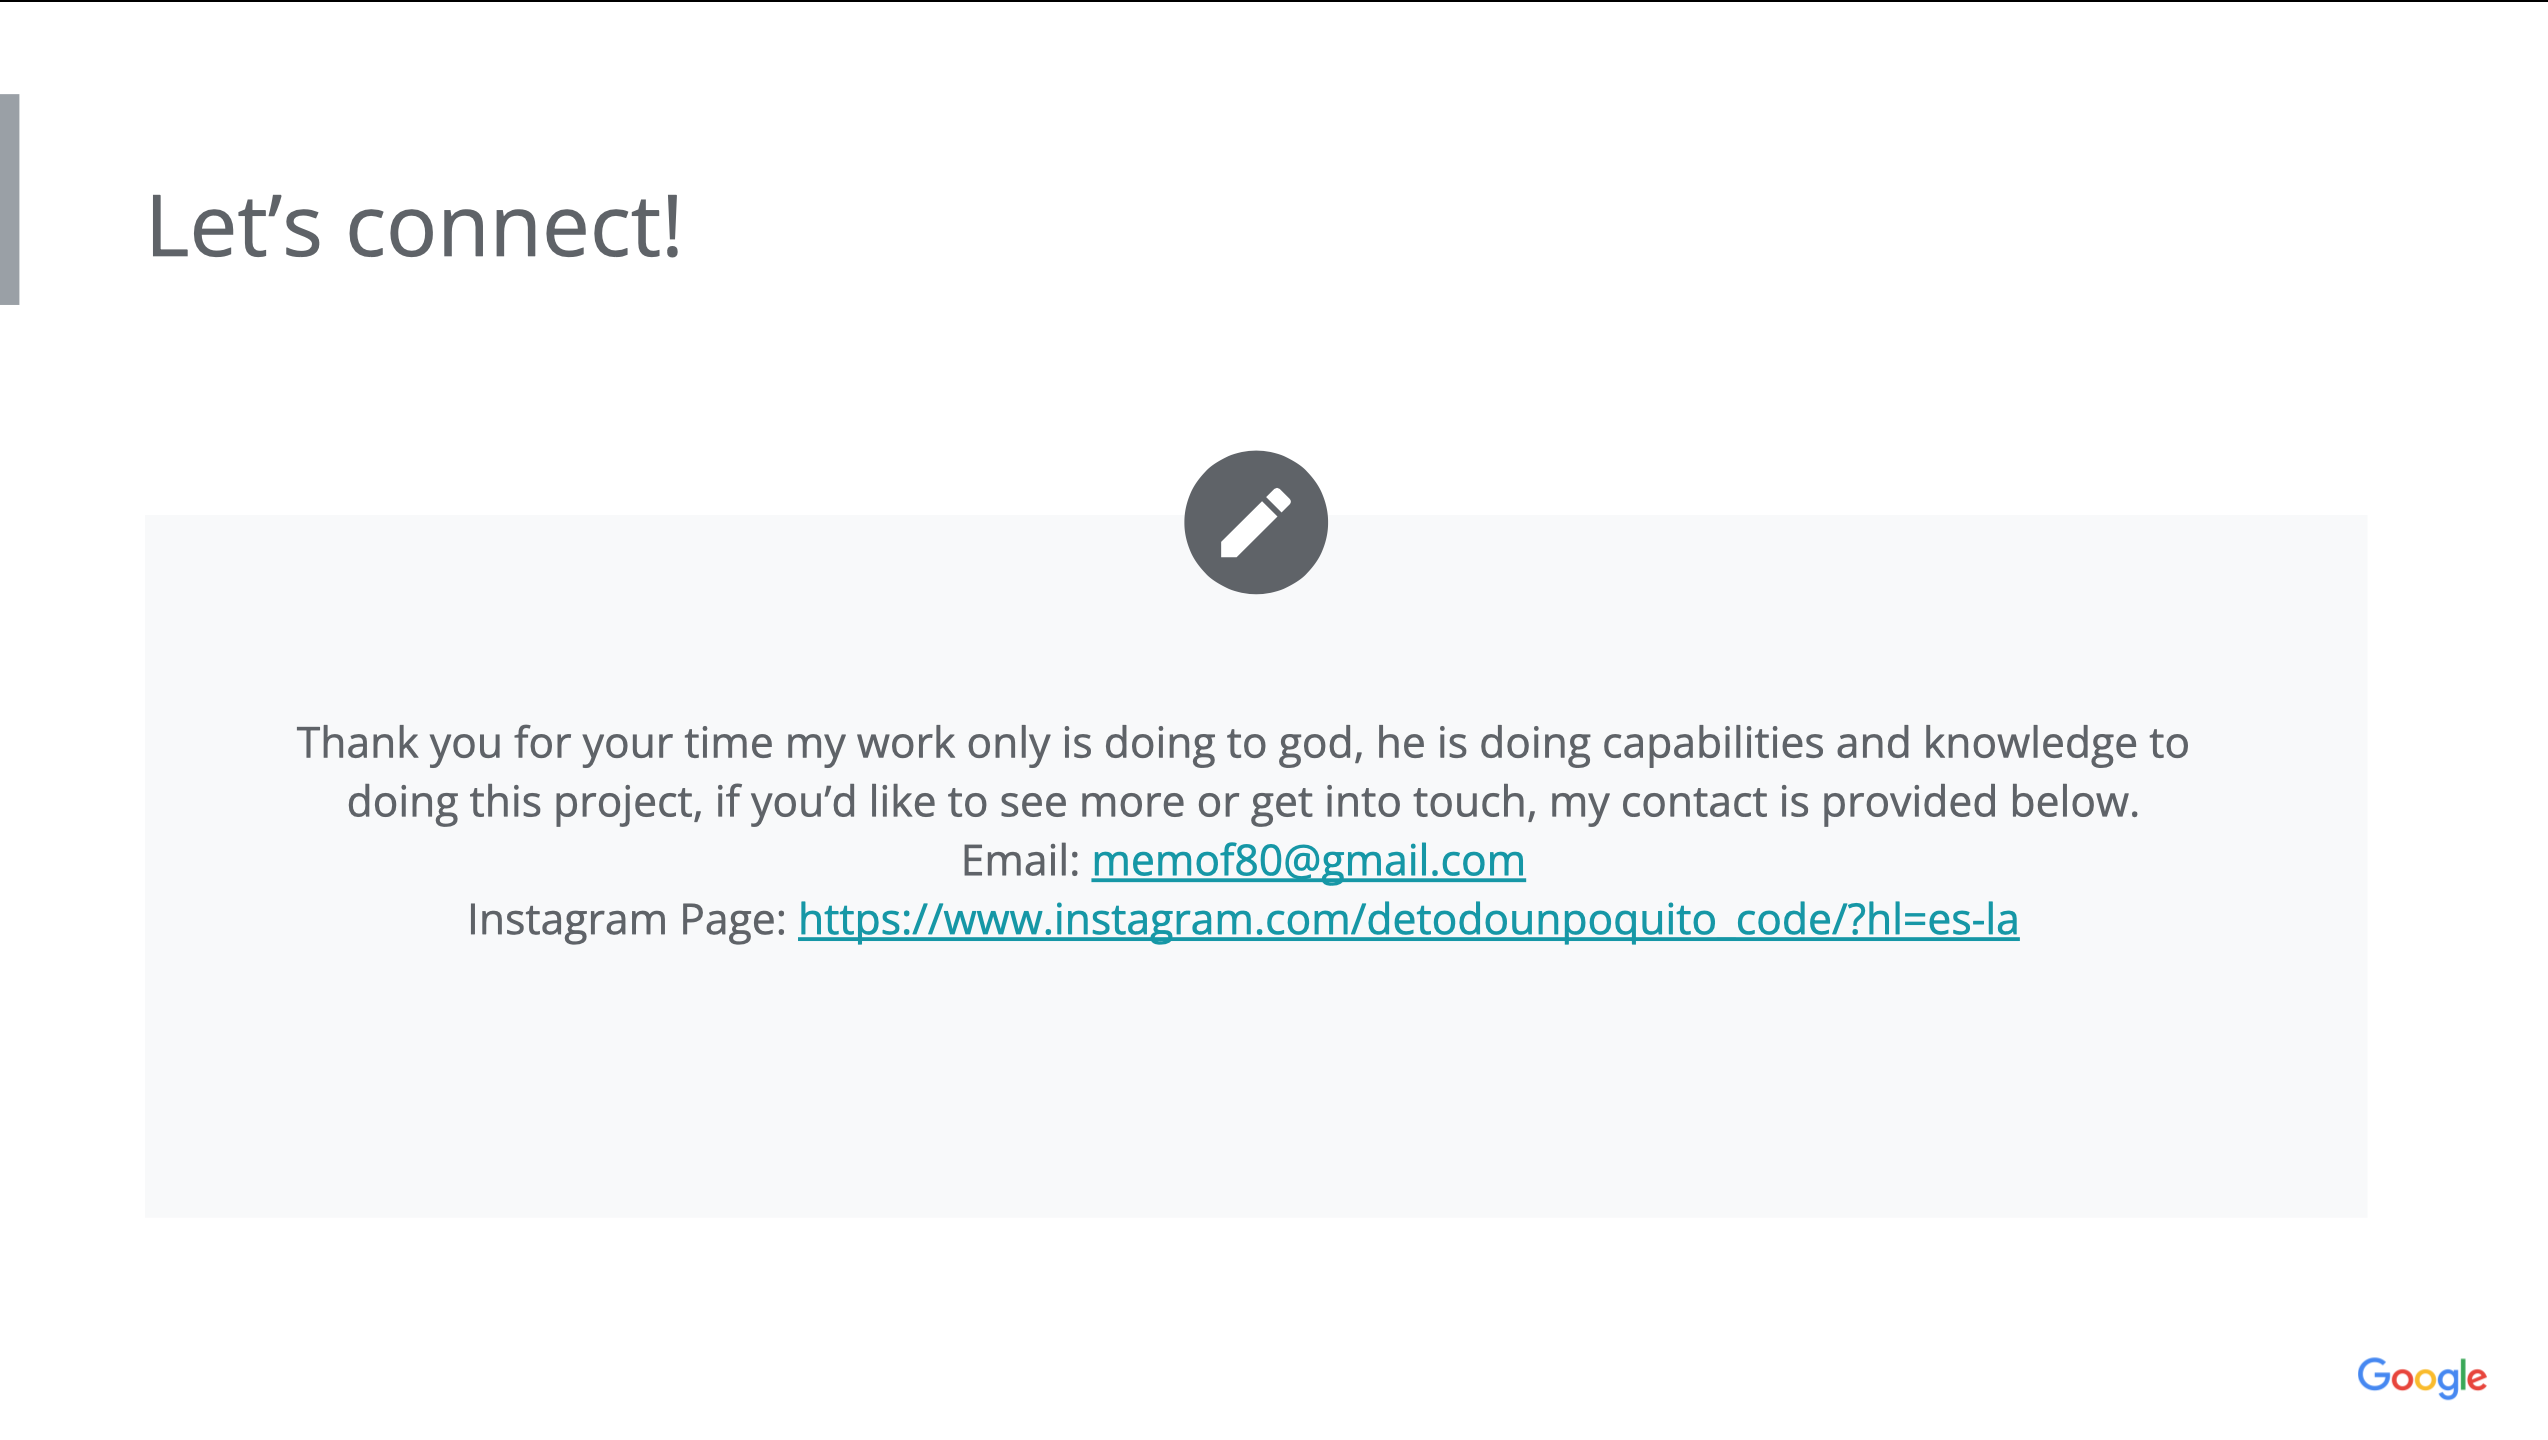 Let’s connect!
Thank you for your time my work only is doing to god, he is doing capabilities and knowledge to
doing this project, if you’d like to see more or get into touch, my contact is provided below.
Email: memof80@gmail.com
Instagram Page: https://www.instagram.com/detodounpoquito_code/?hl=es-la
Google